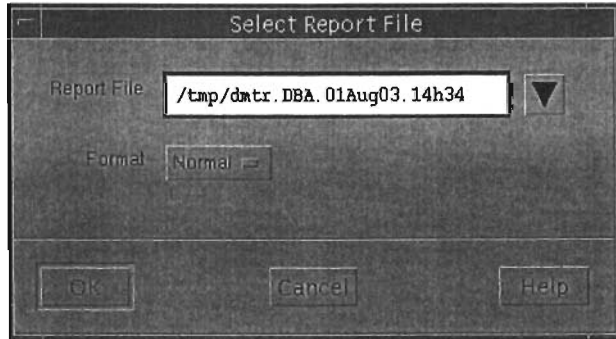 Select Report File
Report File /tmp/dmtr.DBA.01Aug03.14h34
Format Normal
OK Cancel Help